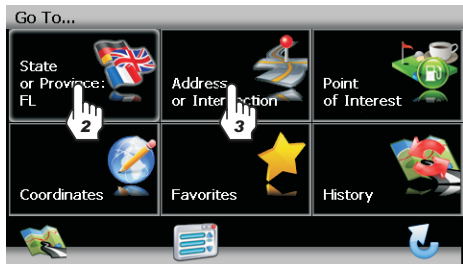 Go To...
State
or Province:
FL
2
Address
or Intersection
3
Point
of Interest
Coordinates
Favorites
History